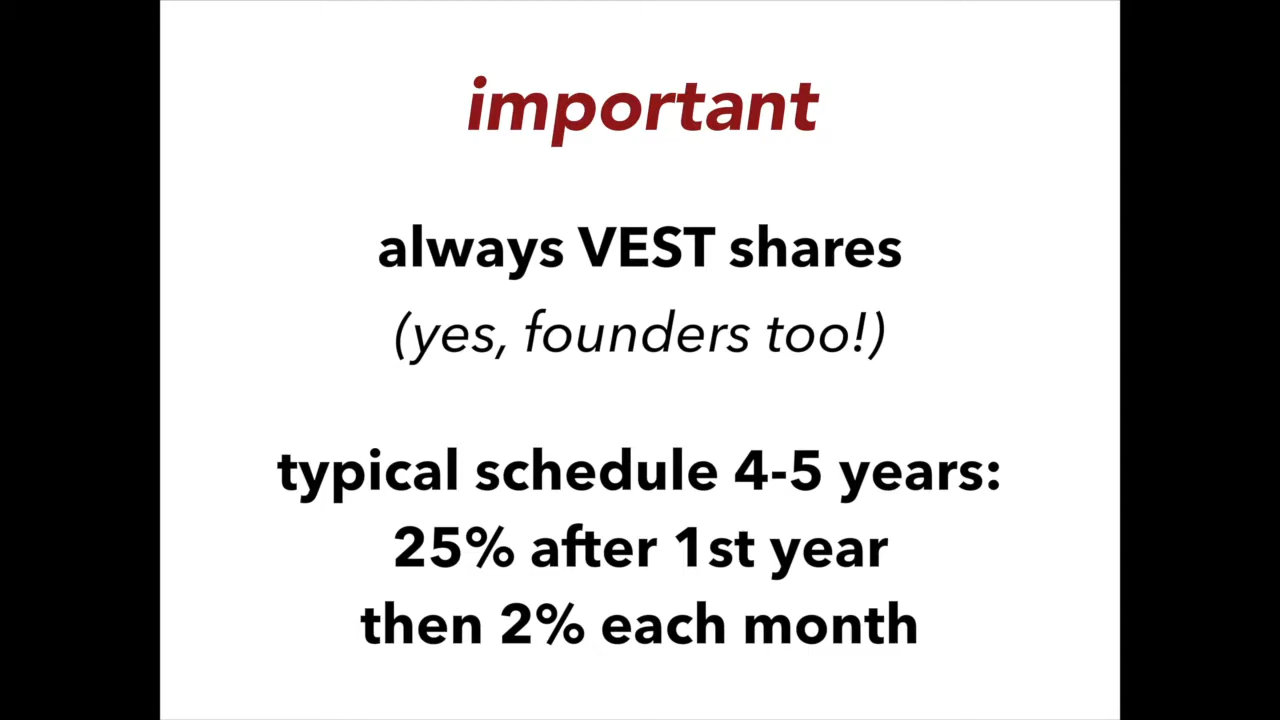 important
always VEST shares
(yes, founders too!)
typical schedule 4-5 years:
25% after 1st year
then 2% each month